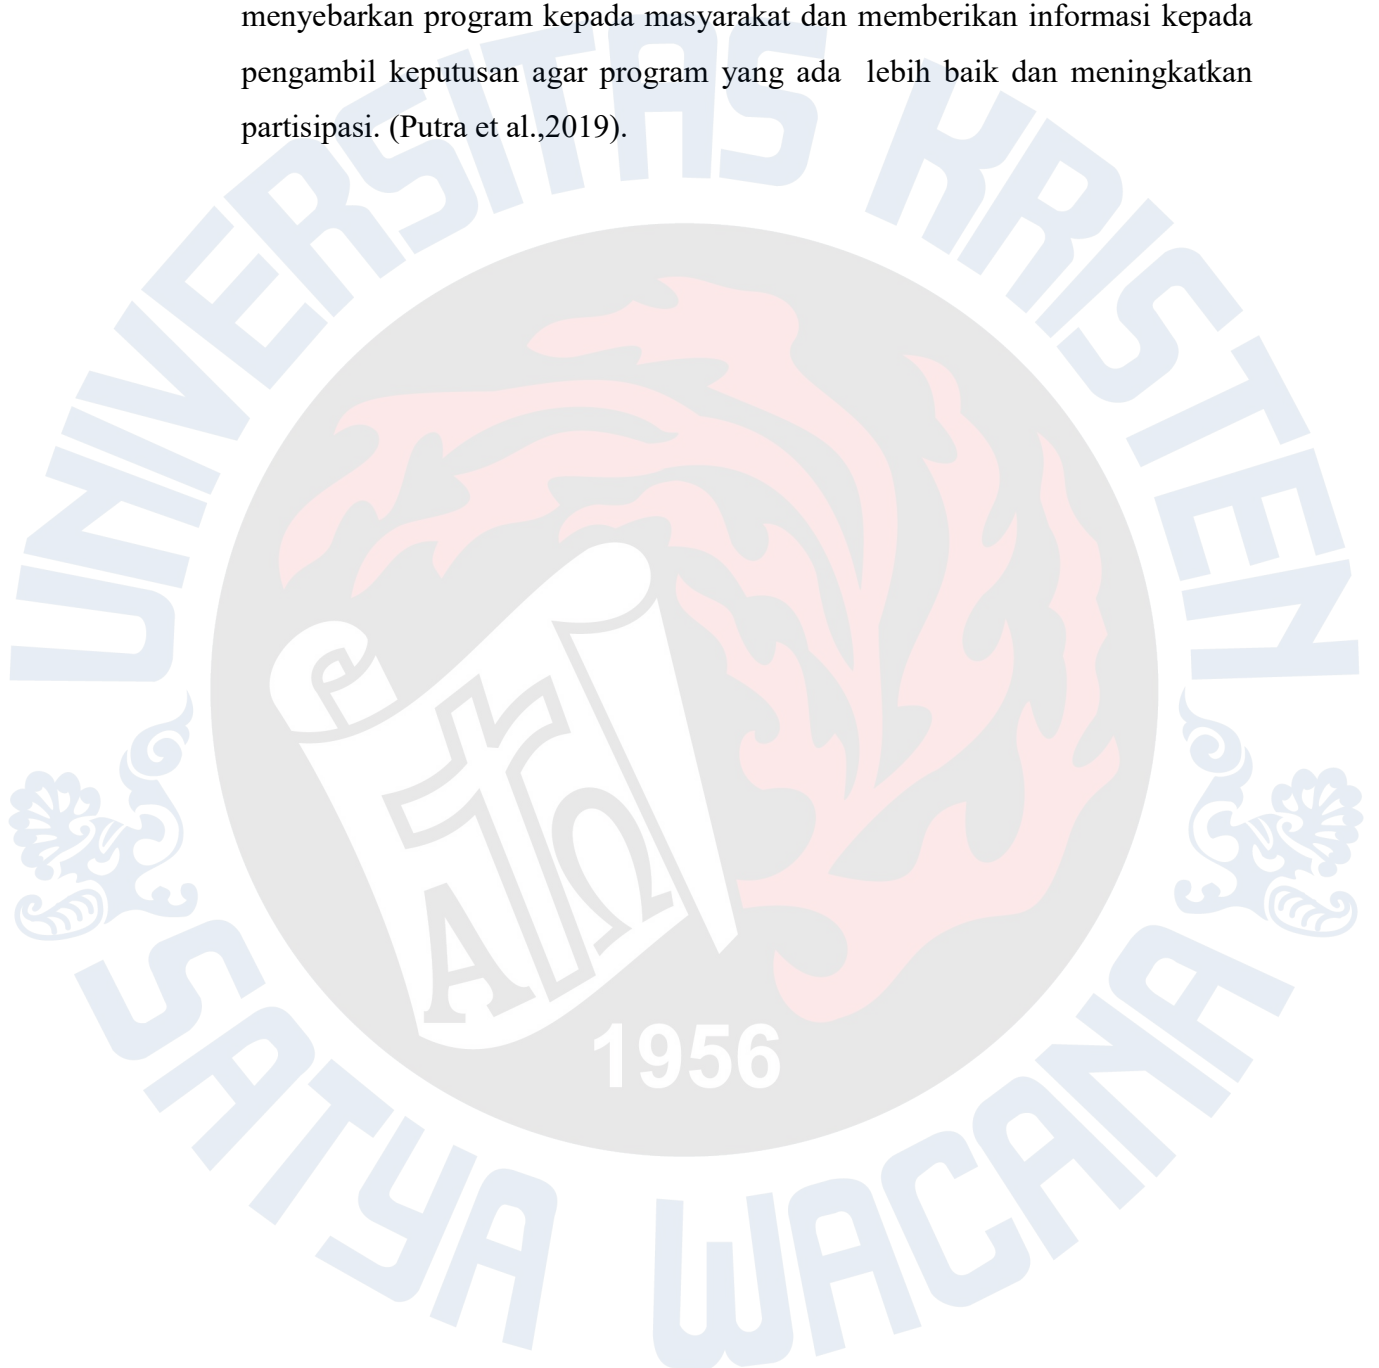 menyebarkan program kepada masyarakat dan memberikan informasi kepada
pengambil keputusan agar program yang ada  lebih baik dan meningkatkan
partisipasi. (Putra et al.,2019).
UNIVERSITAS KRISTEN
ΑΩ
1956
SATYA WACANA